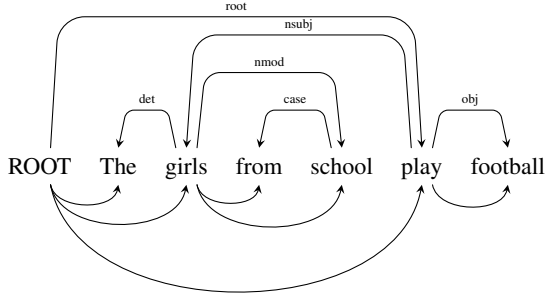 root
nsubj
nmod
det case obj
ROOT The girls from school play football